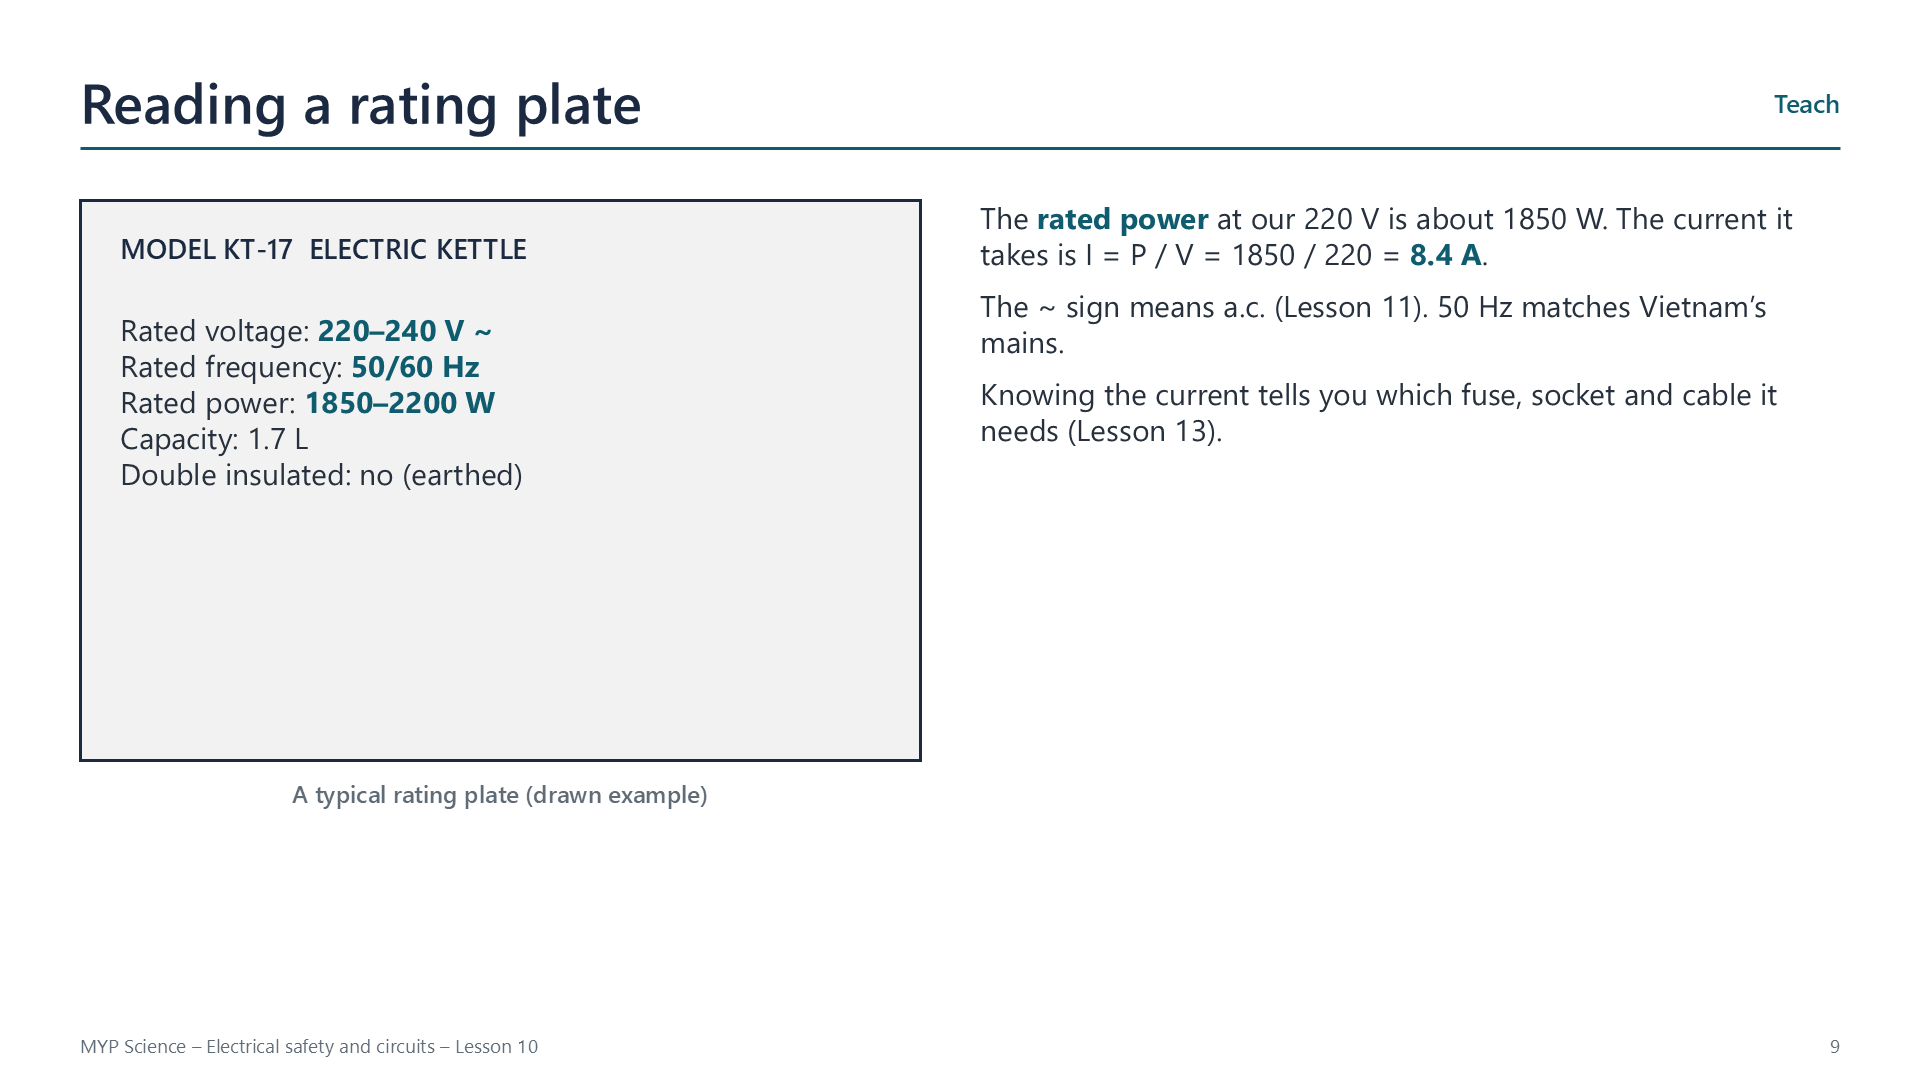 Reading a rating plate
Teach
MODEL KT-17  ELECTRIC KETTLE
Rated voltage: 220–240 V ~
Rated frequency: 50/60 Hz
Rated power: 1850–2200 W
Capacity: 1.7 L
Double insulated: no (earthed)
A typical rating plate (drawn example)
The rated power at our 220 V is about 1850 W. The current it
takes is I = P / V = 1850 / 220 = 8.4 A.
The ~ sign means a.c. (Lesson 11). 50 Hz matches Vietnam’s
mains.
Knowing the current tells you which fuse, socket and cable it
needs (Lesson 13).
MYP Science – Electrical safety and circuits – Lesson 10
9